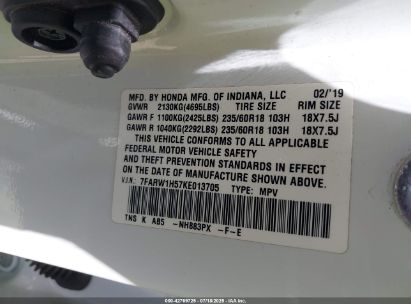 MFD. BY HONDA MFG. OF INDIANA, LLC 02/'19
GVWR 2130KG(4695LBS) TIRE SIZE RIM SIZE
GAWR F 1100KG(2425LBS) 235/60R18 103H 18X7.5J
GAWR R 1040KG(2292LBS) 235/60R18 103H 18X7.5J
THIS VEHICLE CONFORMS TO ALL APPLICABLE
FEDERAL MOTOR VEHICLE SAFETY
AND THEFT PREVENTION STANDARDS IN EFFECT
ON THE DATE OF MANUFACTURE SHOWN ABOVE.
V.I.N.: 7FARW1H57KE013705 TYPE: MPV
TNS K A85 -NH883PX -F-E